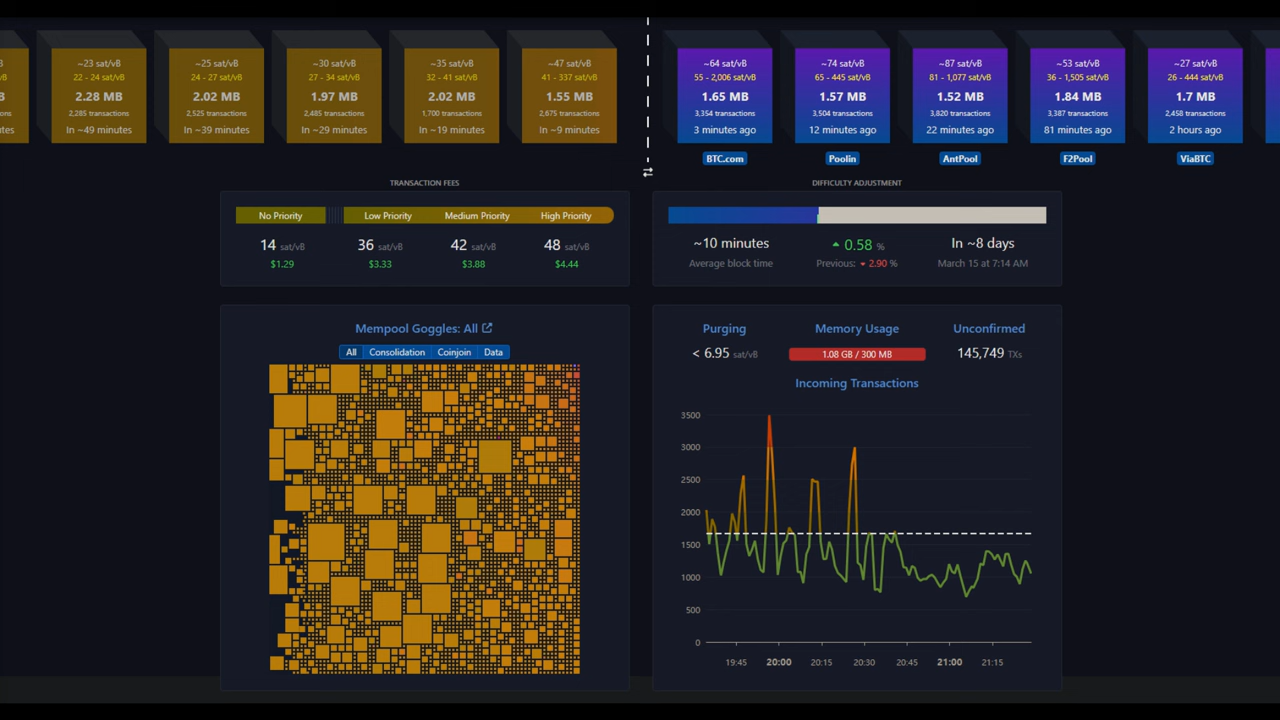 ~23 sat/vB
22 - 24 sat/vB
2.28 MB
2,285 transactions
In ~49 minutes
~25 sat/vB
24 - 27 sat/vB
2.02 MB
2,525 transactions
In ~39 minutes
~30 sat/vB
27 - 34 sat/vB
1.97 MB
2,485 transactions
In ~29 minutes
~35 sat/vB
32 - 41 sat/vB
2.02 MB
1,700 transactions
In ~19 minutes
~47 sat/vB
41 - 337 sat/vB
1.55 MB
2,675 transactions
In ~9 minutes
~64 sat/vB
55 - 2,006 sat/vB
1.65 MB
3,354 transactions
3 minutes ago
BTC.com
~74 sat/vB
65 - 445 sat/vB
1.57 MB
3,504 transactions
12 minutes ago
Poolin
~87 sat/vB
81 - 1,077 sat/vB
1.52 MB
3,820 transactions
22 minutes ago
AntPool
~53 sat/vB
36 - 1,505 sat/vB
1.84 MB
3,387 transactions
81 minutes ago
F2Pool
~27 sat/vB
26 - 444 sat/vB
1.7 MB
2,458 transactions
2 hours ago
ViaBTC
TRANSACTION FEES
No Priority Low Priority Medium Priority High Priority
14 sat/vB 36 sat/vB 42 sat/vB 48 sat/vB
$1.29 $3.33 $3.88 $4.44
DIFFICULTY ADJUSTMENT
~10 minutes 0.58 % In ~8 days
Average block time Previous: 2.90 % March 15 at 7:14 AM
Mempool Goggles: All
All Consolidation Coinjoin Data
Purging Memory Usage Unconfirmed
< 6.95 sat/vB 1.08 GB / 300 MB 145,749 TXs
Incoming Transactions
3500
3000
2500
2000
1500
1000
500
0
19:45 20:00 20:15 20:30 20:45 21:00 21:15